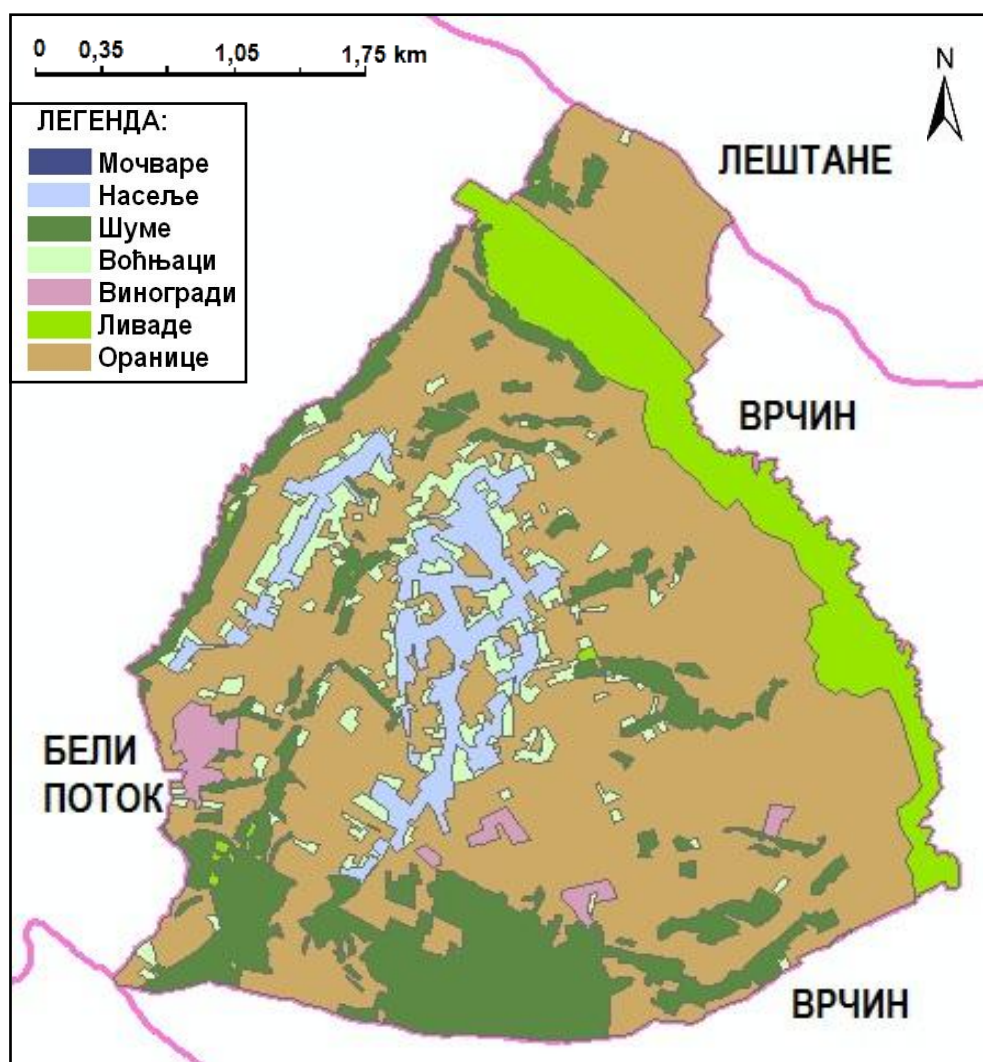 0 0,35 1,05 1,75 km
N
ЛЕГЕНДА:
Мочваре
Насеље
Шуме
Воћњаци
Виногради
Ливаде
Оранице
ЛЕШТАНЕ
ВРЧИН
БЕЛИ
ПОТОК
ВРЧИН